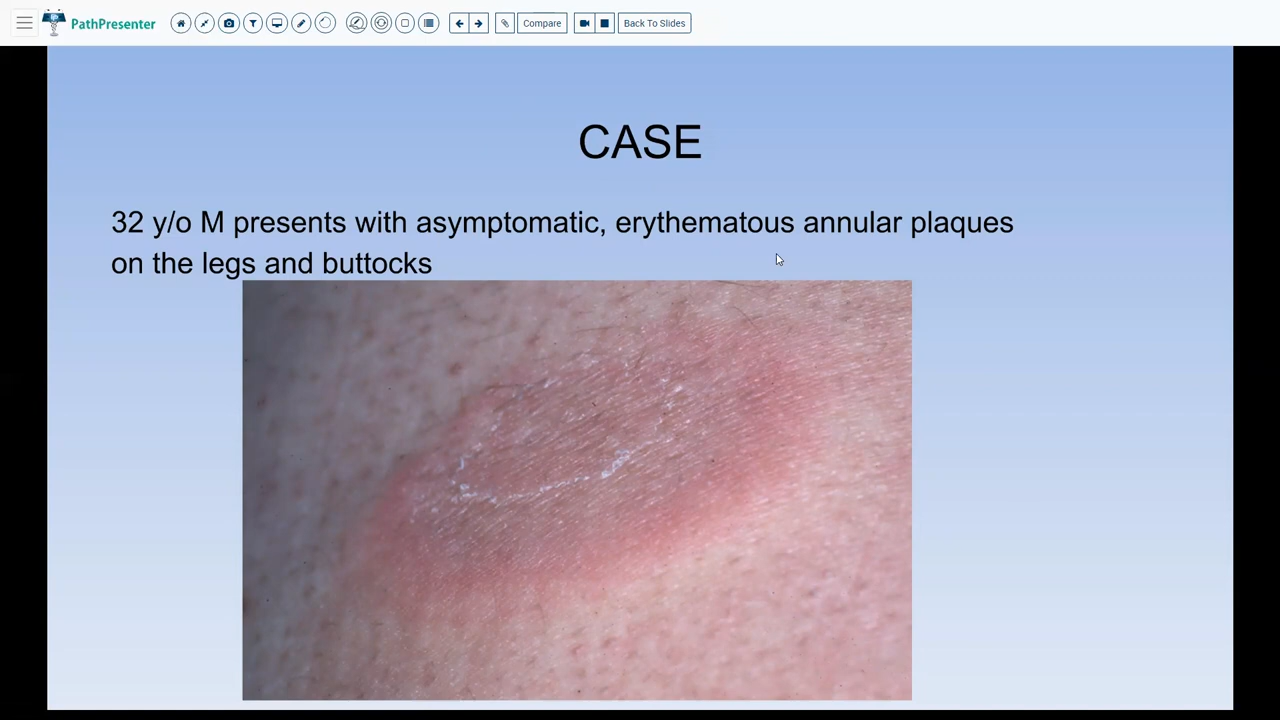 PathPresenter
Compare
Back To Slides
CASE
32 y/o M presents with asymptomatic, erythematous annular plaques
on the legs and buttocks